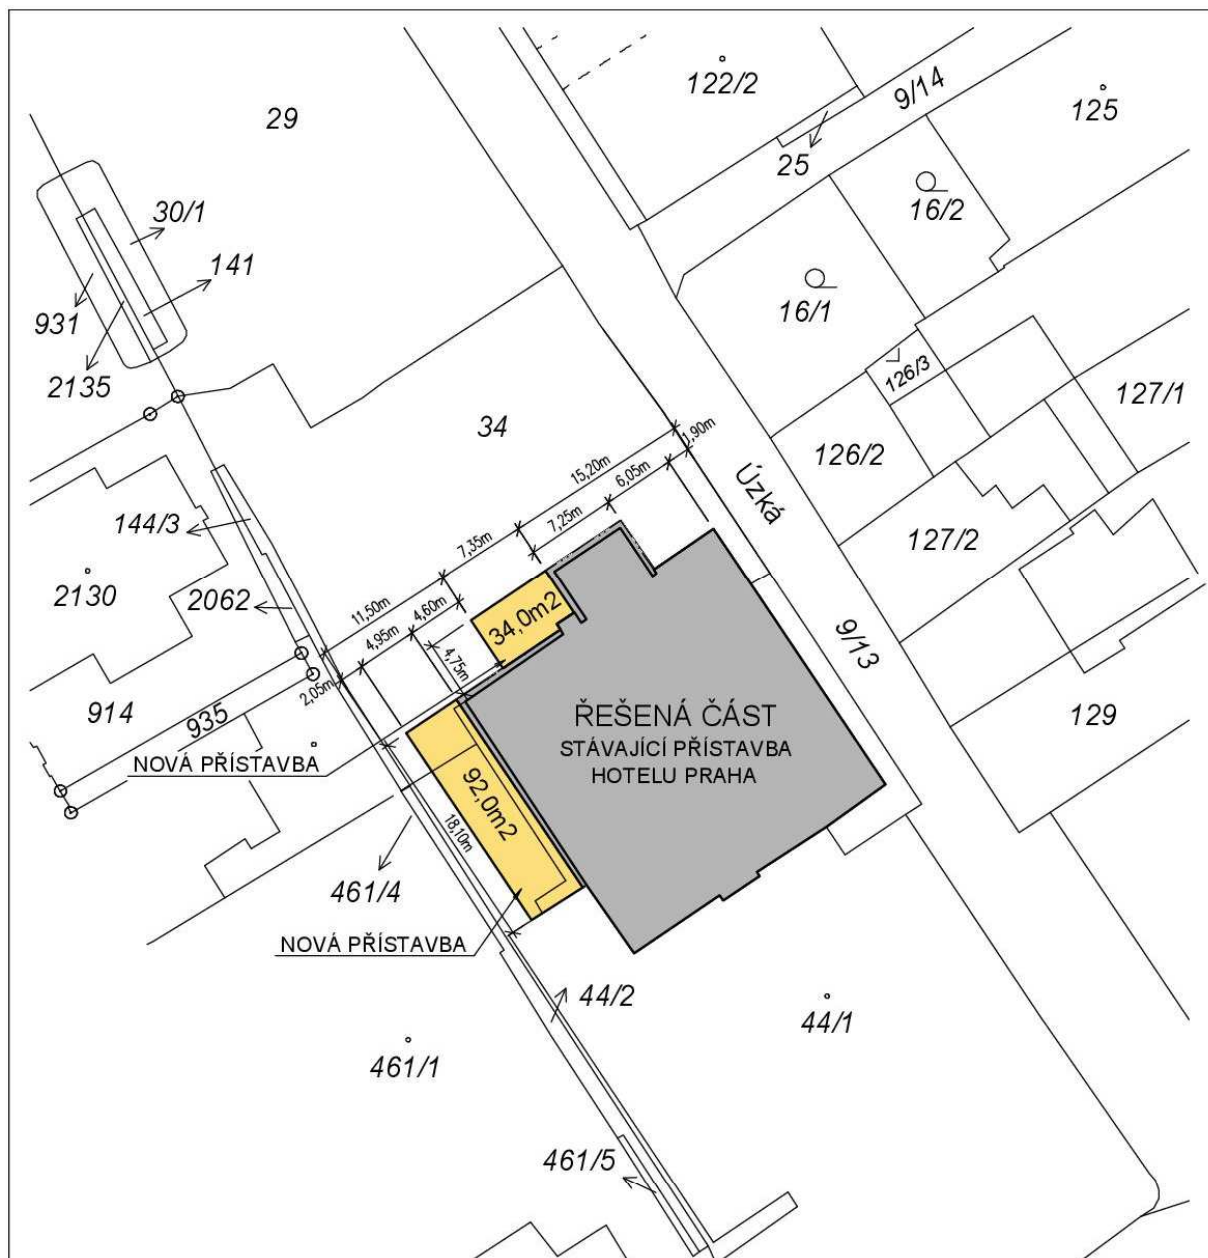 29
122/2
9/14
125
25
30/1
16/2
141
16/1
931
2135
126/3
127/1
34
126/2
1,90m
15,20m
6,05m
Úzká
7,25m
7,35m
144/3
127/2
2130
2062
11,50m
4,60m
4,95m
34,0m2
4,75m
9/13
2,05m
914
935
129
ŘEŠENÁ ČÁST
STÁVAJÍCÍ PŘÍSTAVBA
HOTELU PRAHA
NOVÁ PŘÍSTAVBA
92,0m2
18,10m
461/4
NOVÁ PŘÍSTAVBA
44/2
44/1
461/1
461/5